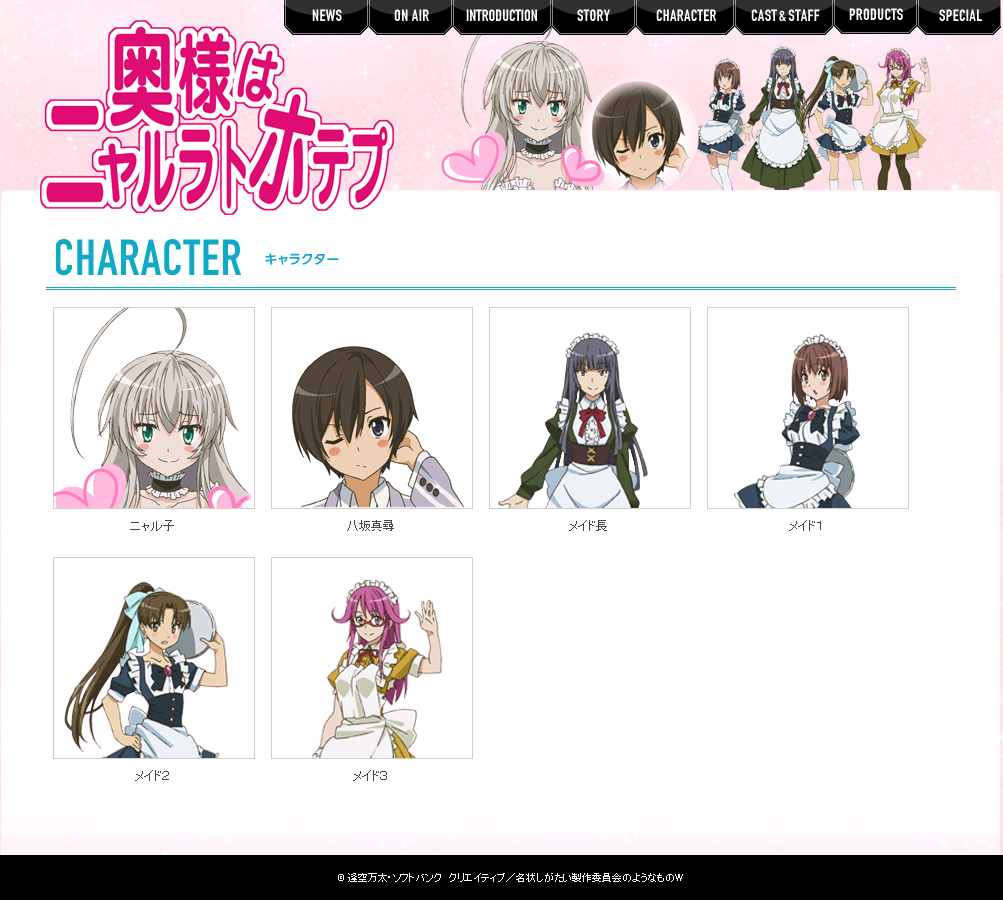 NEWS
ON AIR
INTRODUCTION
STORY
CHARACTER
CAST & STAFF
PRODUCTS
SPECIAL
奥様は
ニャルラトホテプ
CHARACTER キャラクター
ニャル子
八坂真尋
メイド長
メイド1
メイド2
メイド3
© 逢空万太・ソフトバンク クリエイティブ／名状しがたい製作委員会のようなものW